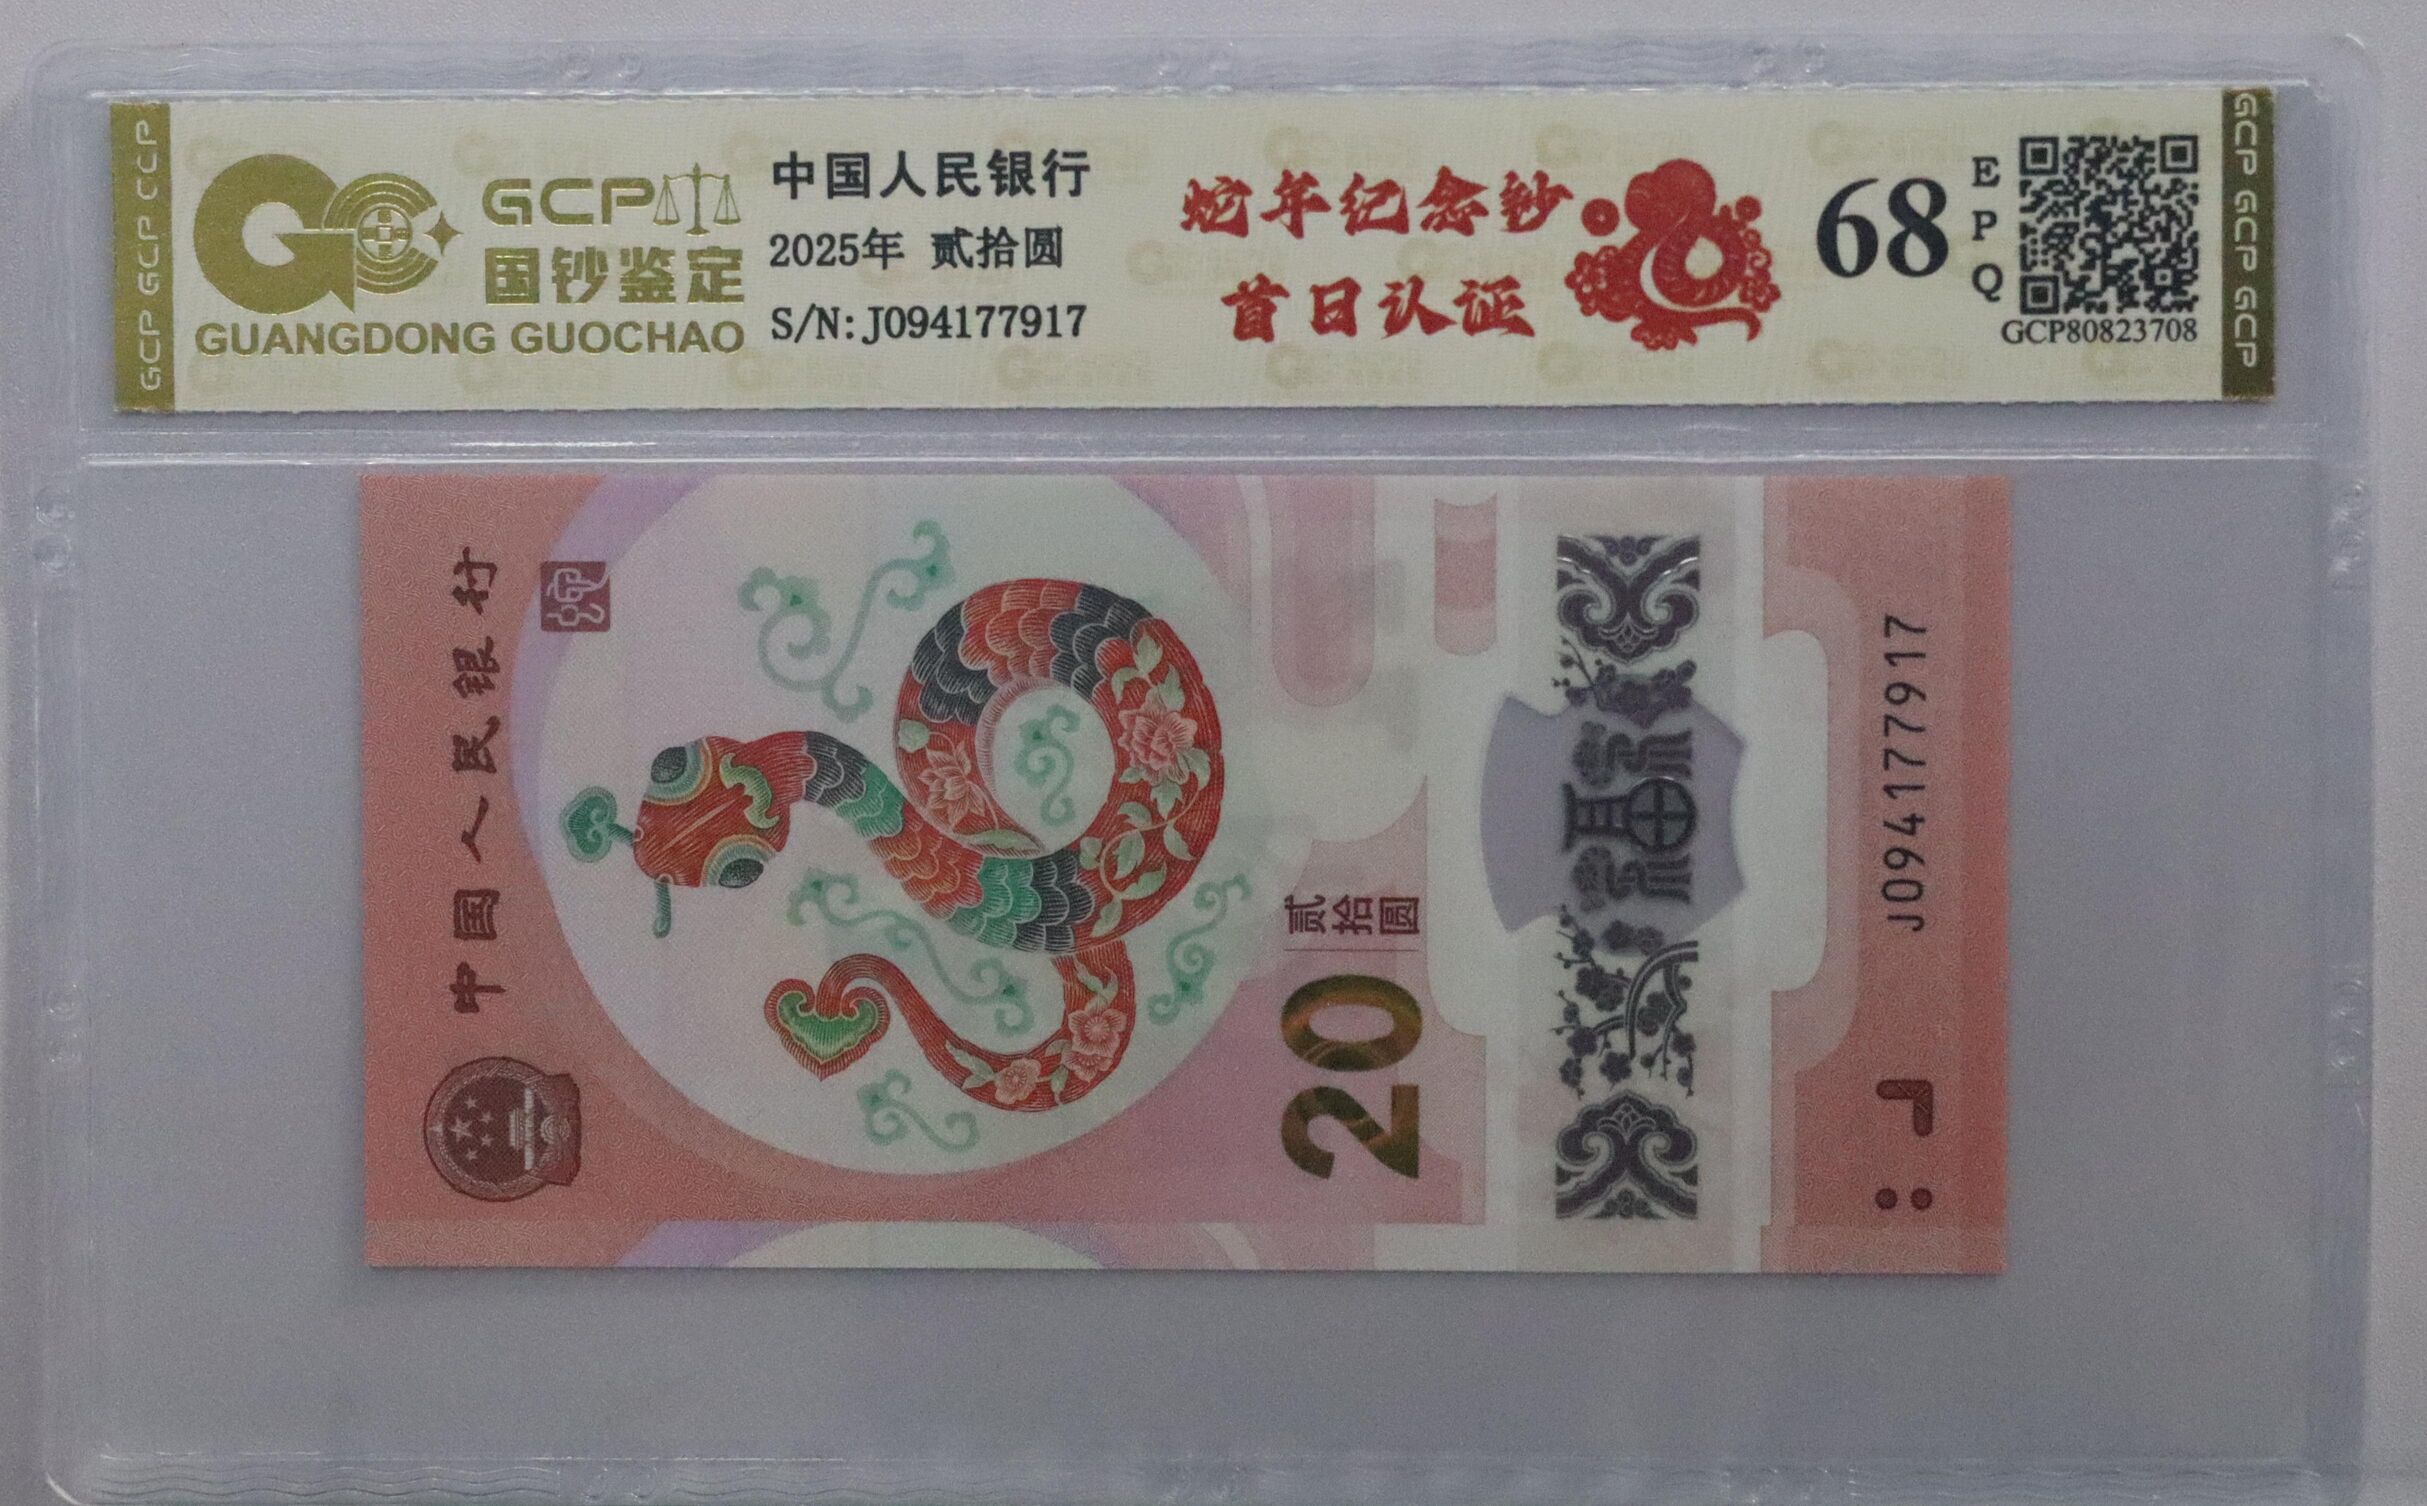 GCP GCP GCP GCP
GCP
国钞鉴定
GUANGDONG GUOCHAO
中国人民银行
2025年 贰拾圆
S/N: J094177917
蛇年纪念钞
首日认证
68
EPQ
GCP80823708
GCP GCP GCP GCP
中国人民银行
20
贰拾圆
J094177917